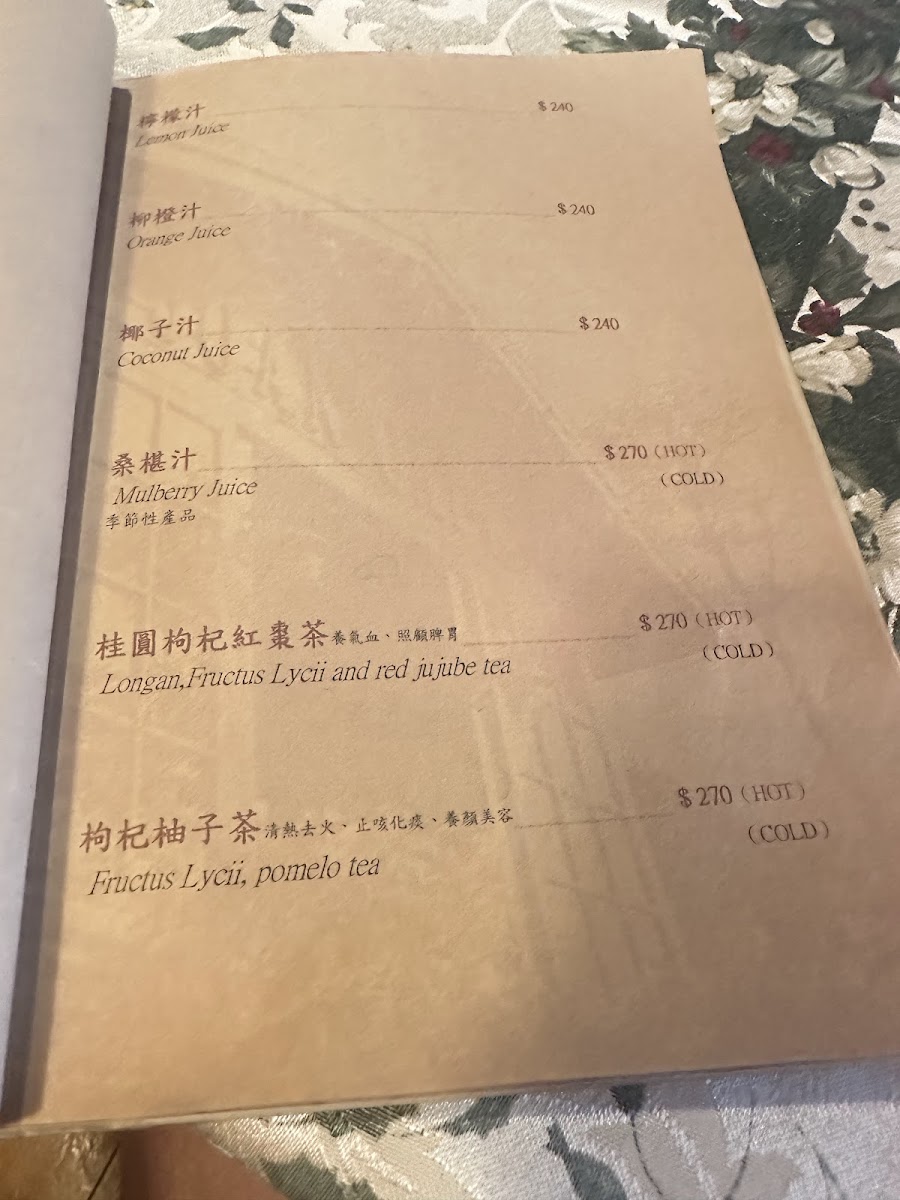 檸檬汁 $240
Lemon Juice
柳橙汁 $240
Orange Juice
椰子汁 $240
Coconut Juice
桑椹汁 $270 (HOT)
Mulberry Juice (COLD)
季節性產品
桂圓枸杞紅棗茶養氣血、照顧脾胃 $270 (HOT)
Longan,Fructus Lycii and red jujube tea (COLD)
枸杞柚子茶清熱去火、止咳化痰、養顏美容 $270 (HOT)
Fructus Lycii, pomelo tea (COLD)